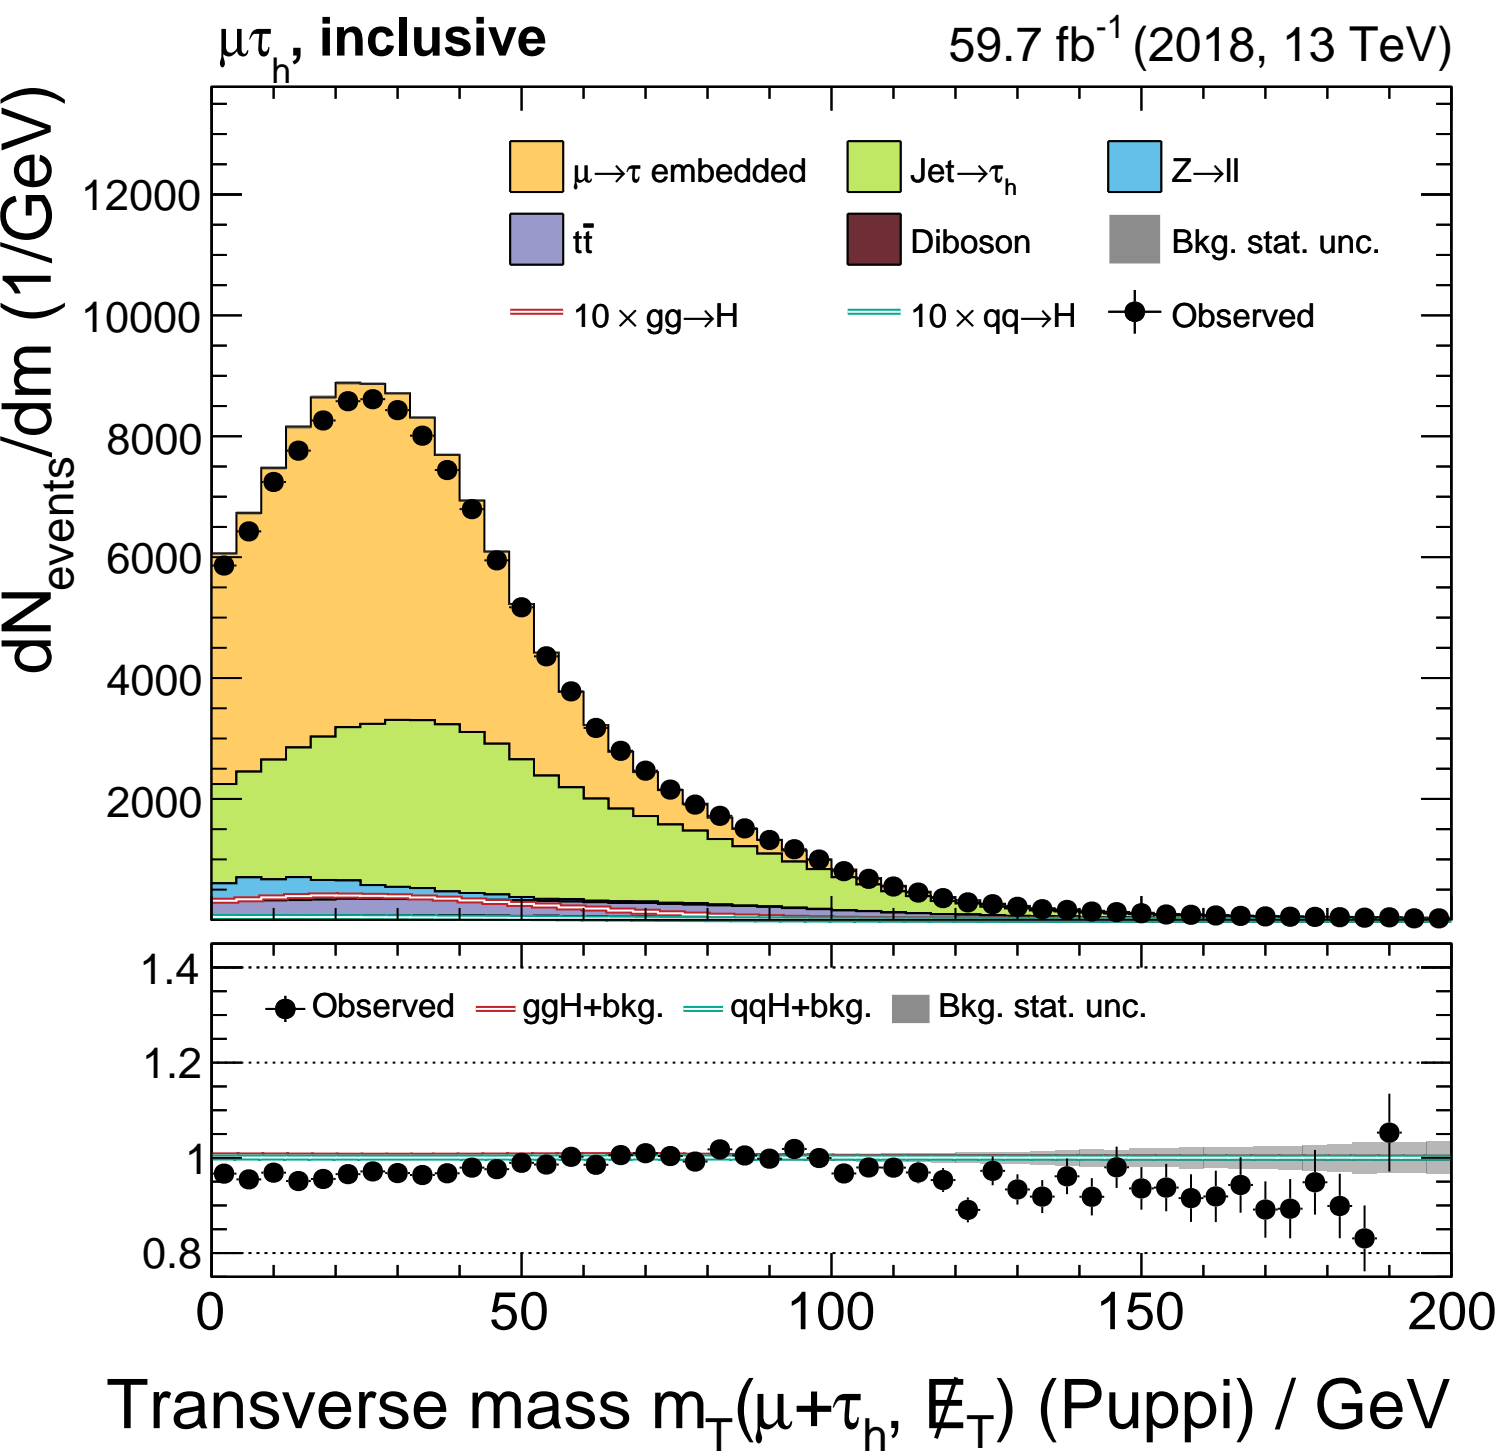 μτh, inclusive 59.7 fb-1 (2018, 13 TeV)
dNevents/dm (1/GeV)
12000
10000
8000
6000
4000
2000
μ→τ embedded Jet→τh Z→ll
tt̄ Diboson Bkg. stat. unc.
10 × gg→H 10 × qq→H Observed
1.4
1.2
1
0.8
Observed ggH+bkg. qqH+bkg. Bkg. stat. unc.
0 50 100 150 200
Transverse mass mT(μ+τh, E̸T) (Puppi) / GeV